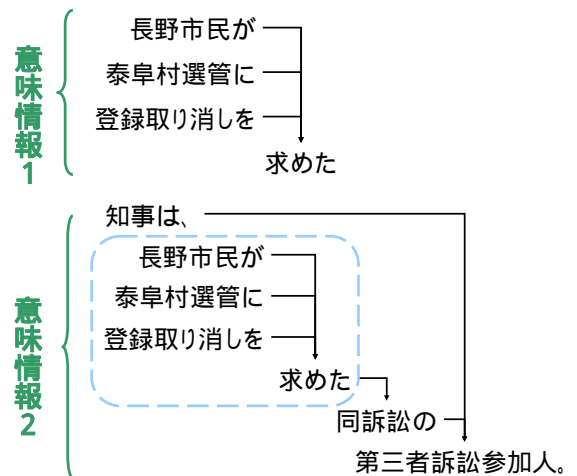 意味情報1
長野市民が
泰阜村選管に
登録取り消しを
求めた
意味情報2
知事は、
長野市民が
泰阜村選管に
登録取り消しを
求めた
同訴訟の
第三者訴訟参加人。